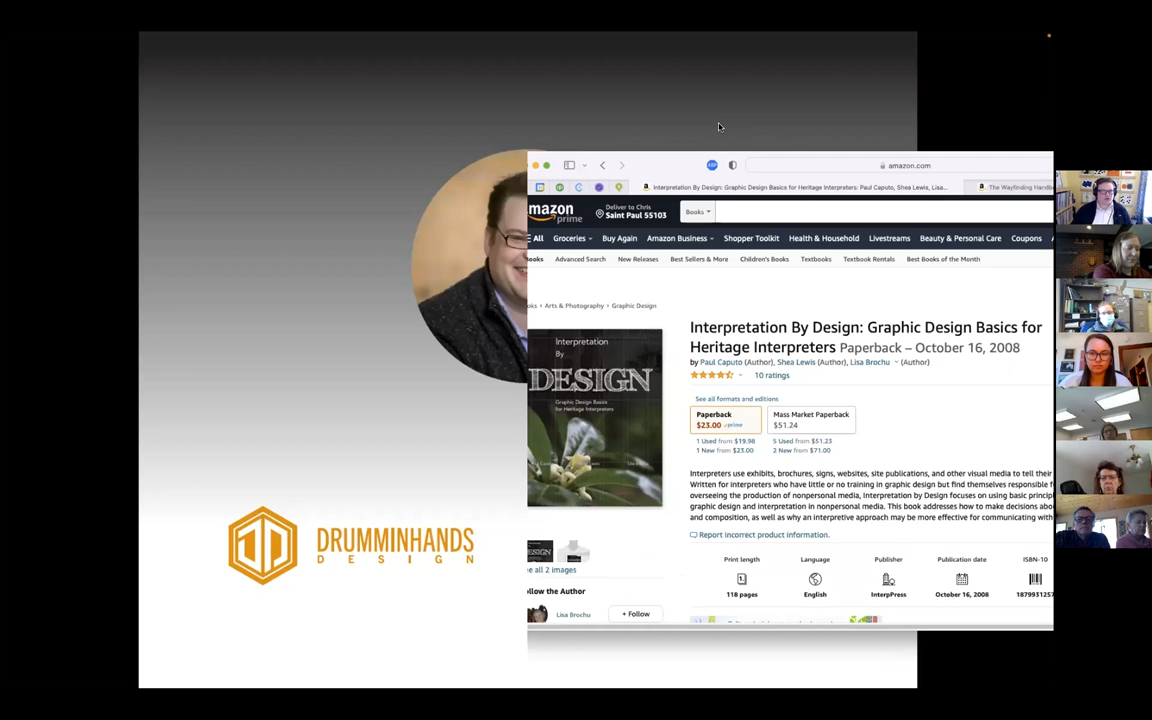 amazon.com
Interpretation By Design: Graphic Design Basics for Heritage Interpreters: Paul Caputo, Shea Lewis, Lisa...
The Wayfinding Handb
mazon
prime
Deliver to Chris
Saint Paul 55103
Books
All Groceries Buy Again Amazon Business Shopper Toolkit Health & Household Livestreams Beauty & Personal Care Coupons
ooks Advanced Search New Releases Best Sellers & More Children's Books Textbooks Textbook Rentals Best Books of the Month
oks › Arts & Photography › Graphic Design
Interpretation By Design: Graphic Design Basics for
Heritage Interpreters Paperback – October 16, 2008
by Paul Caputo (Author), Shea Lewis (Author), Lisa Brochu (Author)
10 ratings
See all formats and editions
Paperback
$23.00 prime
1 Used from $19.98
1 New from $23.00
Mass Market Paperback
$51.24
5 Used from $51.23
2 New from $71.00
Interpretation
By
DESIGN
Graphic Design Basics
for Heritage Interpreters
Interpreters use exhibits, brochures, signs, websites, site publications, and other visual media to tell their
Written for interpreters who have little or no training in graphic design but find themselves responsible f
overseeing the production of nonpersonal media, Interpretation by Design focuses on using basic princip
graphic design and interpretation in nonpersonal media. This book addresses how to make decisions abou
and composition, as well as why an interpretive approach may be more effective for communicating with
Report incorrect product information.
Print length
118 pages
Language
English
Publisher
InterpPress
Publication date
October 16, 2008
ISBN-10
1879931257
ee all 2 images
ollow the Author
Lisa Brochu
+ Follow
DRUMMINHANDS
DESIGN